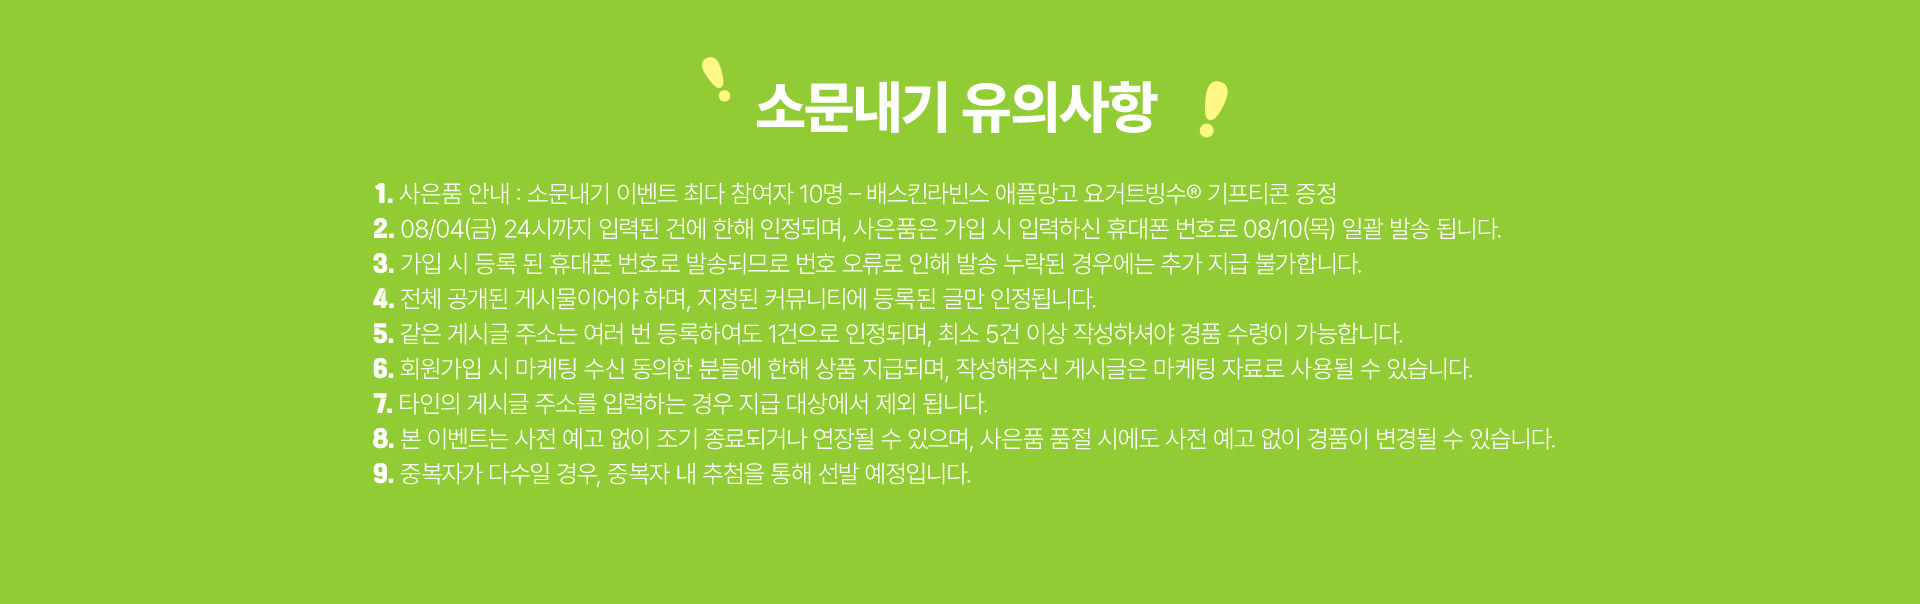 소문내기 유의사항
1. 사은품 안내 : 소문내기 이벤트 최다 참여자 10명 – 배스킨라빈스 애플망고 요거트빙수® 기프티콘 증정
2. 08/04(금) 24시까지 입력된 건에 한해 인정되며, 사은품은 가입 시 입력하신 휴대폰 번호로 08/10(목) 일괄 발송 됩니다.
3. 가입 시 등록 된 휴대폰 번호로 발송되므로 번호 오류로 인해 발송 누락된 경우에는 추가 지급 불가합니다.
4. 전체 공개된 게시물이어야 하며, 지정된 커뮤니티에 등록된 글만 인정됩니다.
5. 같은 게시글 주소는 여러 번 등록하여도 1건으로 인정되며, 최소 5건 이상 작성하셔야 경품 수령이 가능합니다.
6. 회원가입 시 마케팅 수신 동의한 분들에 한해 상품 지급되며, 작성해주신 게시글은 마케팅 자료로 사용될 수 있습니다.
7. 타인의 게시글 주소를 입력하는 경우 지급 대상에서 제외 됩니다.
8. 본 이벤트는 사전 예고 없이 조기 종료되거나 연장될 수 있으며, 사은품 품절 시에도 사전 예고 없이 경품이 변경될 수 있습니다.
9. 중복자가 다수일 경우, 중복자 내 추첨을 통해 선발 예정입니다.